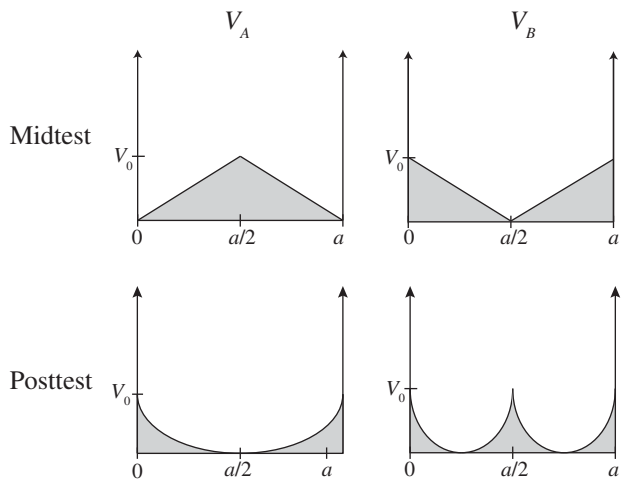 V_A V_B
Midtest
V_0 V_0
0 a/2 a 0 a/2 a
Posttest
V_0 V_0
0 a/2 a 0 a/2 a